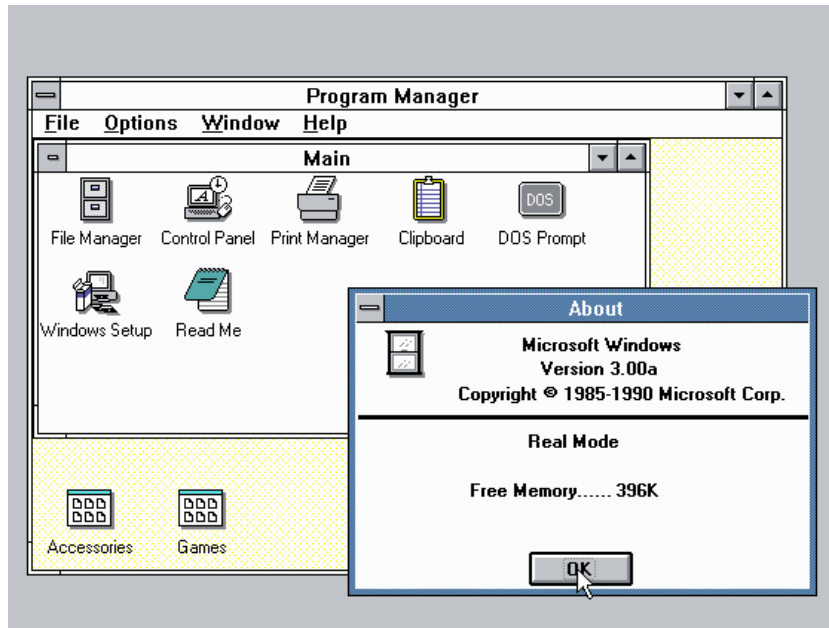 Program Manager
File Options Window Help
Main
File Manager Control Panel Print Manager Clipboard DOS Prompt
DOS
Windows Setup Read Me
About
Microsoft Windows
Version 3.00a
Copyright © 1985-1990 Microsoft Corp.
Real Mode
Free Memory...... 396K
Accessories Games
OK